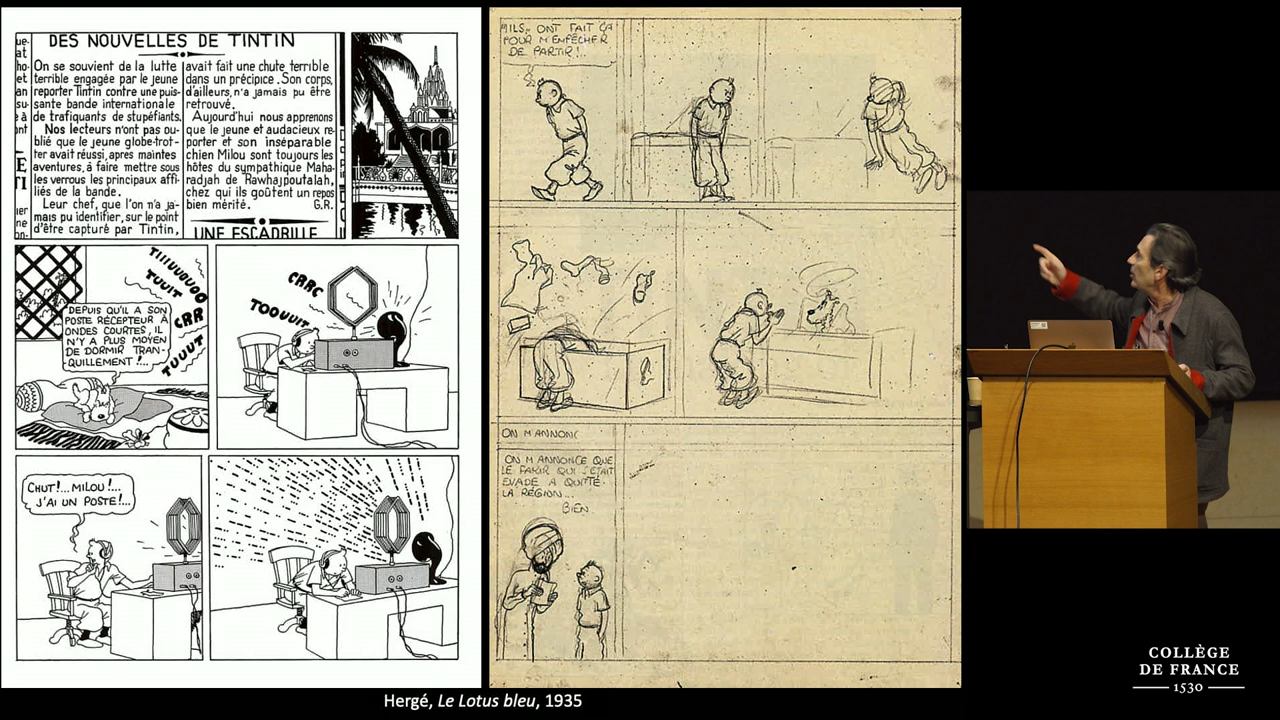 DES NOUVELLES DE TINTIN
On se souvient de la lutte
terrible engagée par le jeune
reporter Tintin contre une puis-
sante bande internationale
de trafiquants de stupéfiants.
Nos lecteurs n'ont pas ou-
blié que le jeune globe-trot-
ter avait réussi, après maintes
aventures, à faire mettre sous
les verrous les principaux affi-
liés de la bande.
Leur chef, que l'on n'a ja-
mais pu identifier, sur le point
d'être capturé par Tintin,
avait fait une chute terrible
dans un précipice. Son corps,
d'ailleurs, n'a jamais pu être
retrouvé.
Aujourd'hui nous apprenons
que le jeune et audacieux re-
porter et son inséparable
chien Milou sont toujours les
hôtes du sympathique Maha-
radjah de Rawhajpoutalah,
chez qui ils goûtent un repos
bien mérité. G.R.
UNE ESCADRILLE
TIIIUUUOOO
TUUIT
CRR
TUUUT
DEPUIS QU'IL A SON
POSTE RÉCEPTEUR À
ONDES COURTES, IL
N'Y A PLUS MOYEN
DE DORMIR TRAN-
QUILLEMENT !...
CRRC
TOOUUIT
CHUT !... MILOU !...
J'AI UN POSTE !...
ILS ONT FAIT ÇA
POUR M'EMPÊCHER
DE PARTIR !
ON M'ANNONC
ON M'ANNONCE QUE
LE FAKIR QUI S'ÉTAIT
EVADÉ A QUITTÉ
LA RÉGION...
BIEN
Hergé, Le Lotus bleu, 1935
COLLÈGE
DE FRANCE
1530